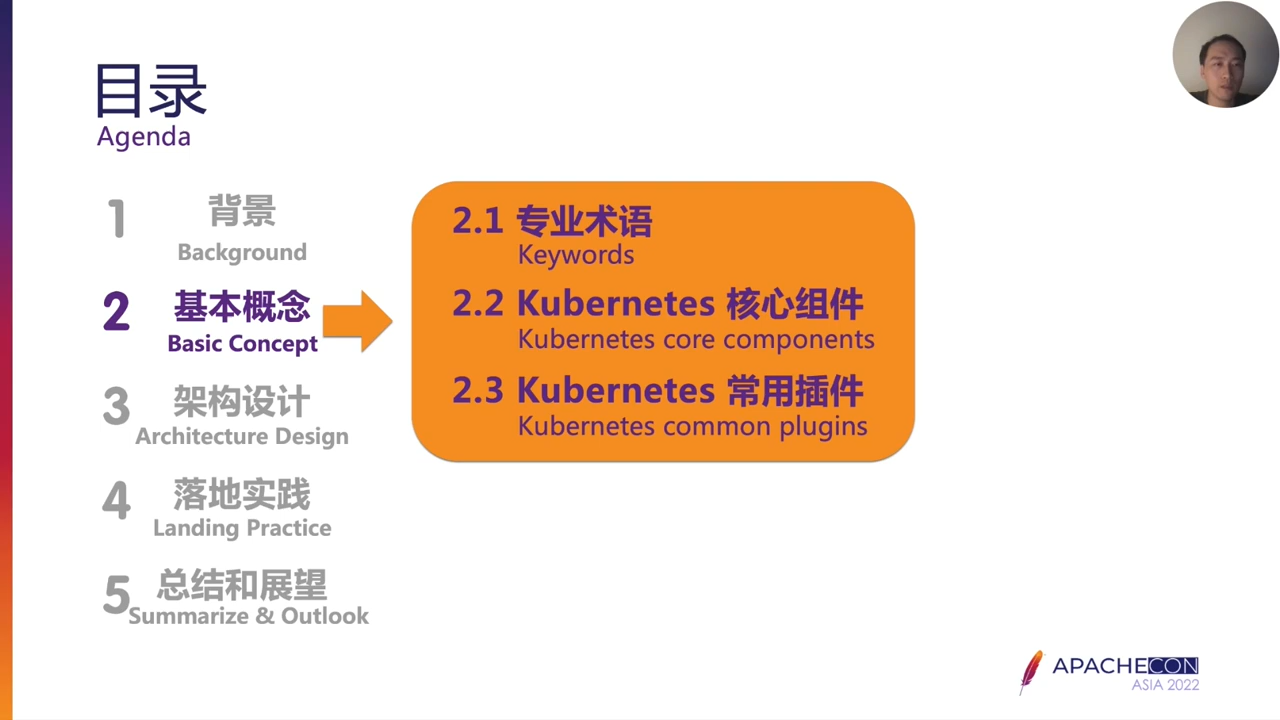 目录
Agenda
1 背景
Background
2 基本概念
Basic Concept
3 架构设计
Architecture Design
4 落地实践
Landing Practice
5 总结和展望
Summarize & Outlook
2.1 专业术语
Keywords
2.2 Kubernetes 核心组件
Kubernetes core components
2.3 Kubernetes 常用插件
Kubernetes common plugins
APACHECON
ASIA 2022